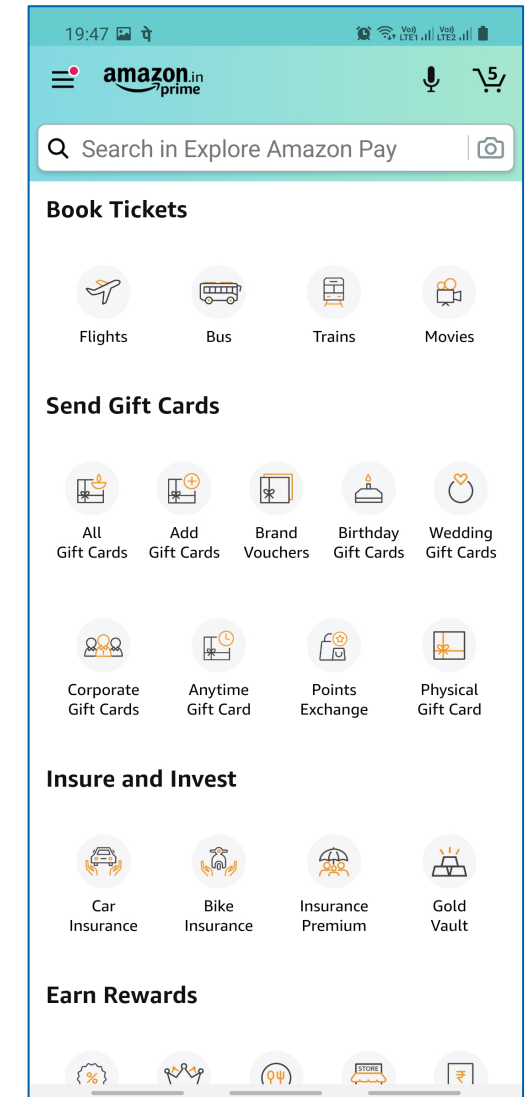 19:47 पे Vo)) LTE1 Vo)) LTE2
amazon.in
prime
5
Search in Explore Amazon Pay
Book Tickets
Flights Bus Trains Movies
Send Gift Cards
All Add Brand Birthday Wedding
Gift Cards Gift Cards Vouchers Gift Cards Gift Cards
Corporate Anytime Points Physical
Gift Cards Gift Card Exchange Gift Card
Insure and Invest
Car Bike Insurance Gold
Insurance Insurance Premium Vault
Earn Rewards
% STORE ₹